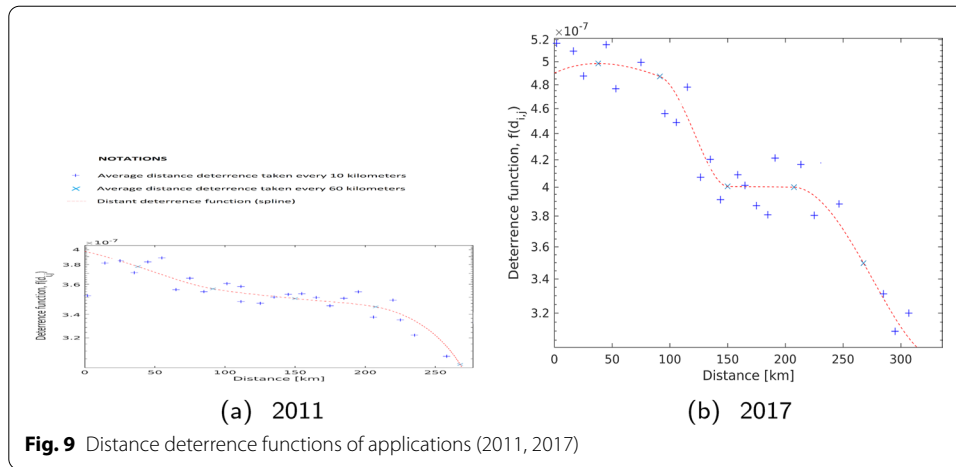 NOTATIONS
Average distance deterrence taken every 10 kilometers
Average distance deterrence taken every 60 kilometers
Distant deterrence function (spline)
×10⁻⁷
4
3.8
3.6
3.4
3.2
Deterrence function, f(d_{i,j})
0 50 100 150 200 250
Distance [km]
(a) 2011
×10⁻⁷
5.2
5
4.8
4.6
4.4
4.2
4
3.8
3.6
3.4
3.2
Deterrence function, f(d_{i,j})
0 50 100 150 200 250 300
Distance [km]
(b) 2017
Fig. 9 Distance deterrence functions of applications (2011, 2017)